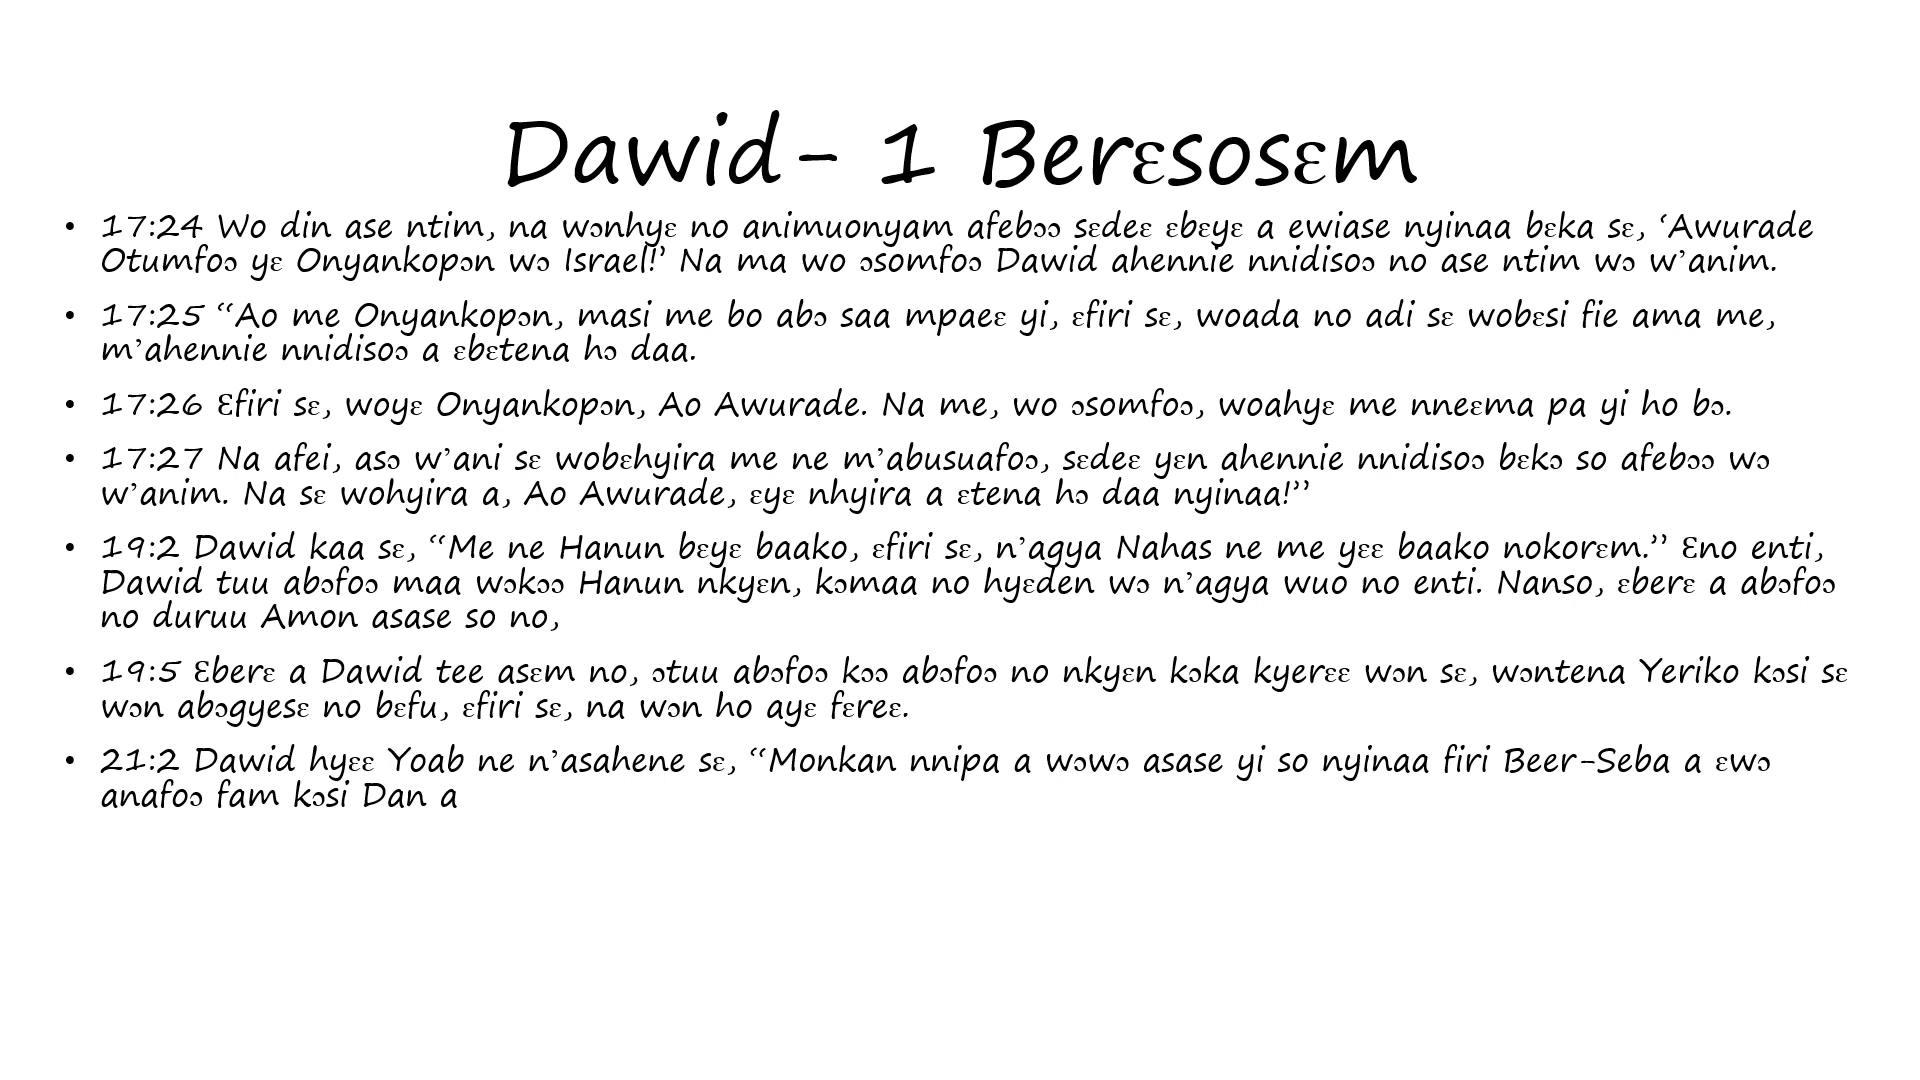 Dawid- 1 Berɛsosɛm
• 17:24 Wo din ase ntim, na wɔnhyɛ no animuonyam afebɔɔ sɛdeɛ ɛbɛyɛ a ewiase nyinaa bɛka sɛ, ‘Awurade
Otumfoɔ yɛ Onyankopɔn wɔ Israel!’ Na ma wo ɔsomfoɔ Dawid ahennie nnidisoɔ no ase ntim wɔ w’anim.
• 17:25 “Ao me Onyankopɔn, masi me bo abɔ saa mpaeɛ yi, ɛfiri sɛ, woada no adi sɛ wobɛsi fie ama me,
m’ahennie nnidisoɔ a ɛbɛtena hɔ daa.
• 17:26 Ɛfiri sɛ, woyɛ Onyankopɔn, Ao Awurade. Na me, wo ɔsomfoɔ, woahyɛ me nneɛma pa yi ho bɔ.
• 17:27 Na afei, asɔ w’ani sɛ wobɛhyira me ne m’abusuafoɔ, sɛdeɛ yɛn ahennie nnidisoɔ bɛkɔ so afebɔɔ wɔ
w’anim. Na sɛ wohyira a, Ao Awurade, ɛyɛ nhyira a ɛtena hɔ daa nyinaa!”
• 19:2 Dawid kaa sɛ, “Me ne Hanun bɛyɛ baako, ɛfiri sɛ, n’agya Nahas ne me yɛɛ baako nokorɛm.” Ɛno enti,
Dawid tuu abɔfoɔ maa wɔkɔɔ Hanun nkyɛn, kɔmaa no hyɛden wɔ n’agya wuo no enti. Nanso, ɛberɛ a abɔfoɔ
no duruu Amon asase so no,
• 19:5 Ɛberɛ a Dawid tee asɛm no, ɔtuu abɔfoɔ kɔɔ abɔfoɔ no nkyɛn kɔka kyerɛɛ wɔn sɛ, wɔntena Yeriko kɔsi sɛ
wɔn abɔgyesɛ no bɛfu, ɛfiri sɛ, na wɔn ho ayɛ fɛreɛ.
• 21:2 Dawid hyɛɛ Yoab ne n’asahene sɛ, “Monkan nnipa a wɔwɔ asase yi so nyinaa firi Beer-Seba a ɛwɔ
anafoɔ fam kɔsi Dan a